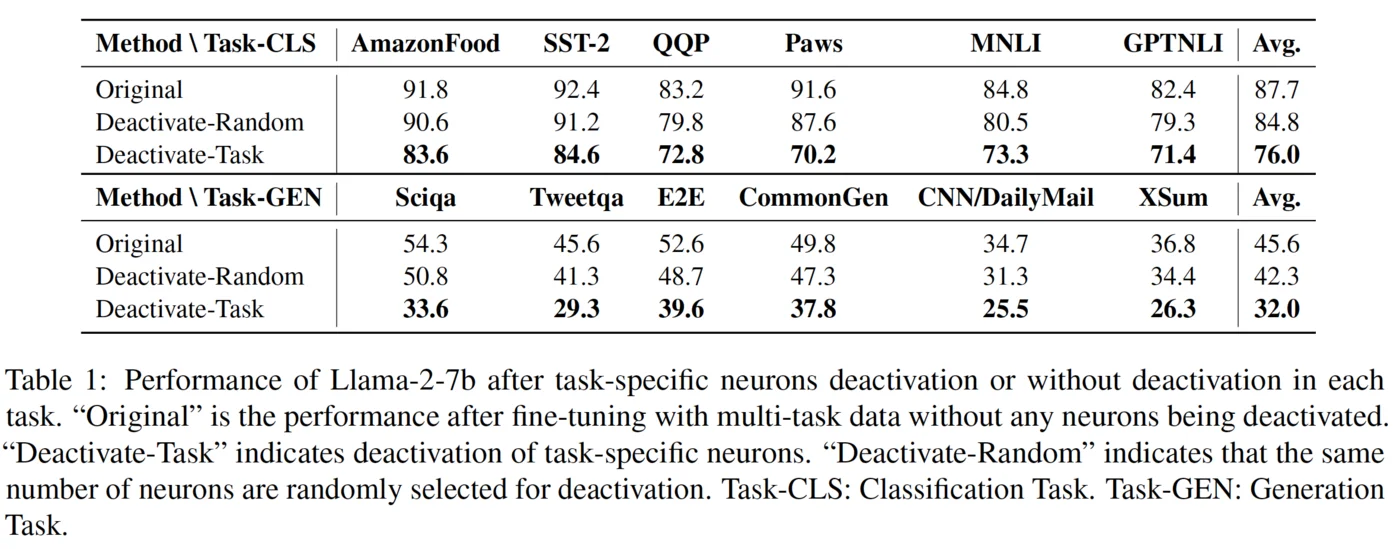 Method \ Task-CLS AmazonFood SST-2 QQP Paws MNLI GPTNLI Avg.
Original 91.8 92.4 83.2 91.6 84.8 82.4 87.7
Deactivate-Random 90.6 91.2 79.8 87.6 80.5 79.3 84.8
Deactivate-Task 83.6 84.6 72.8 70.2 73.3 71.4 76.0
Method \ Task-GEN Sciqa Tweetqa E2E CommonGen CNN/DailyMail XSum Avg.
Original 54.3 45.6 52.6 49.8 34.7 36.8 45.6
Deactivate-Random 50.8 41.3 48.7 47.3 31.3 34.4 42.3
Deactivate-Task 33.6 29.3 39.6 37.8 25.5 26.3 32.0
Table 1: Performance of Llama-2-7b after task-specific neurons deactivation or without deactivation in each
task. “Original” is the performance after fine-tuning with multi-task data without any neurons being deactivated.
“Deactivate-Task” indicates deactivation of task-specific neurons. “Deactivate-Random” indicates that the same
number of neurons are randomly selected for deactivation. Task-CLS: Classification Task. Task-GEN: Generation
Task.